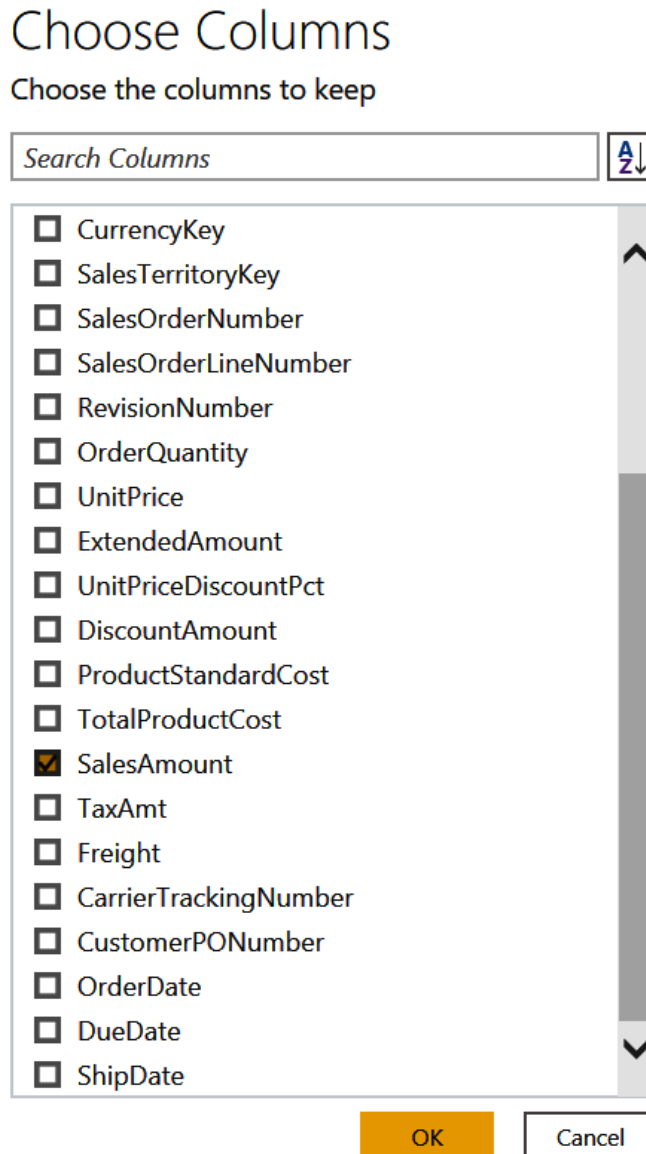 Choose Columns
Choose the columns to keep
Search Columns
AZ
CurrencyKey
SalesTerritoryKey
SalesOrderNumber
SalesOrderLineNumber
RevisionNumber
OrderQuantity
UnitPrice
ExtendedAmount
UnitPriceDiscountPct
DiscountAmount
ProductStandardCost
TotalProductCost
SalesAmount
TaxAmt
Freight
CarrierTrackingNumber
CustomerPONumber
OrderDate
DueDate
ShipDate
OK Cancel